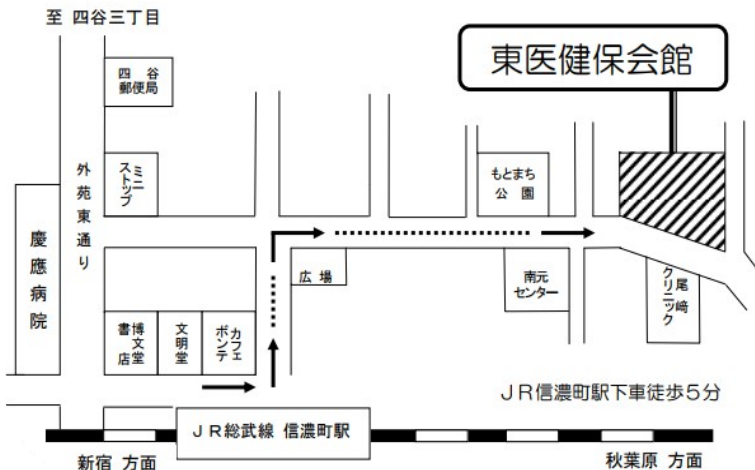 至 四谷三丁目
東医健保会館
四 谷
郵便局
ミニ
ストップ
外苑東通り
もとまち
公 園
慶應病院
広 場
南元
センター
尾﨑
クリニック
博文堂
書店
文明堂
カフェ
ボンテ
JR信濃町駅下車徒歩5分
JR総武線 信濃町駅
新宿 方面
秋葉原 方面